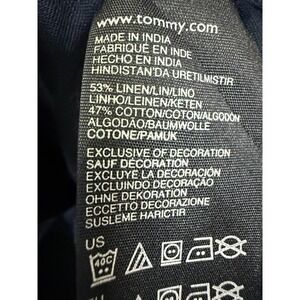 www.tommy.com
MADE IN INDIA
FABRIQUÉ EN INDE
HECHO EN INDIA
HINDISTAN'DA URETILMISTIR
53% LINEN/LIN/LINO
LINHO/LEINEN/KETEN
47% COTTON/COTON/ALGODÓN
ALGODÃO/BAUMWOLLE
COTONE/PAMUK
EXCLUSIVE OF DECORATION
SAUF DÉCORATION
EXCLUYE LA DECORACIÓN
EXCLUINDO DECORAÇÃO
OHNE DEKORATION
ECCETTO DECORAZIONE
SUSLEME HARICTIR
US
40C